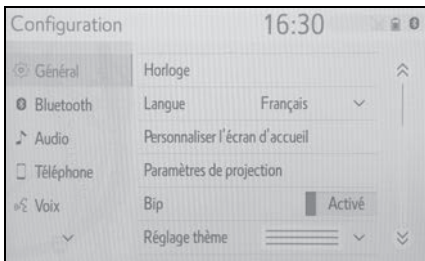 Configuration 16:30
Général
Bluetooth
Audio
Téléphone
Voix
Horloge
Langue Français
Personnaliser l'écran d'accueil
Paramètres de projection
Bip Activé
Réglage thème